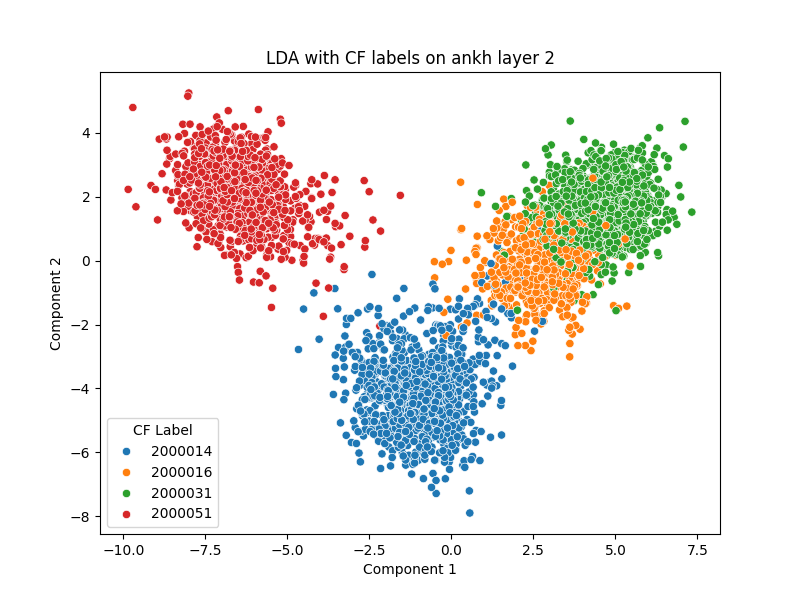 LDA with CF labels on ankh layer 2
Component 2
4
2
0
−2
−4
−6
−8
CF Label
2000014
2000016
2000031
2000051
−10.0 −7.5 −5.0 −2.5 0.0 2.5 5.0 7.5
Component 1